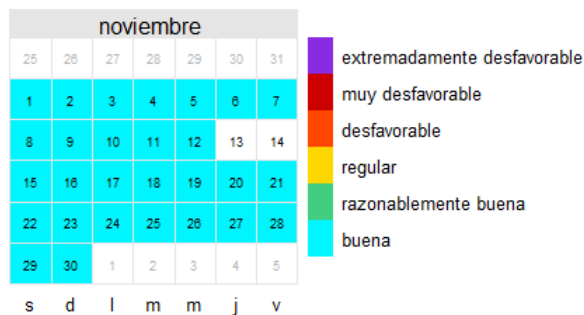 noviembre
25 26 27 28 29 30 31
1 2 3 4 5 6 7
8 9 10 11 12 13 14
15 16 17 18 19 20 21
22 23 24 25 26 27 28
29 30 1 2 3 4 5
s d l m m j v
extremadamente desfavorable
muy desfavorable
desfavorable
regular
razonablemente buena
buena